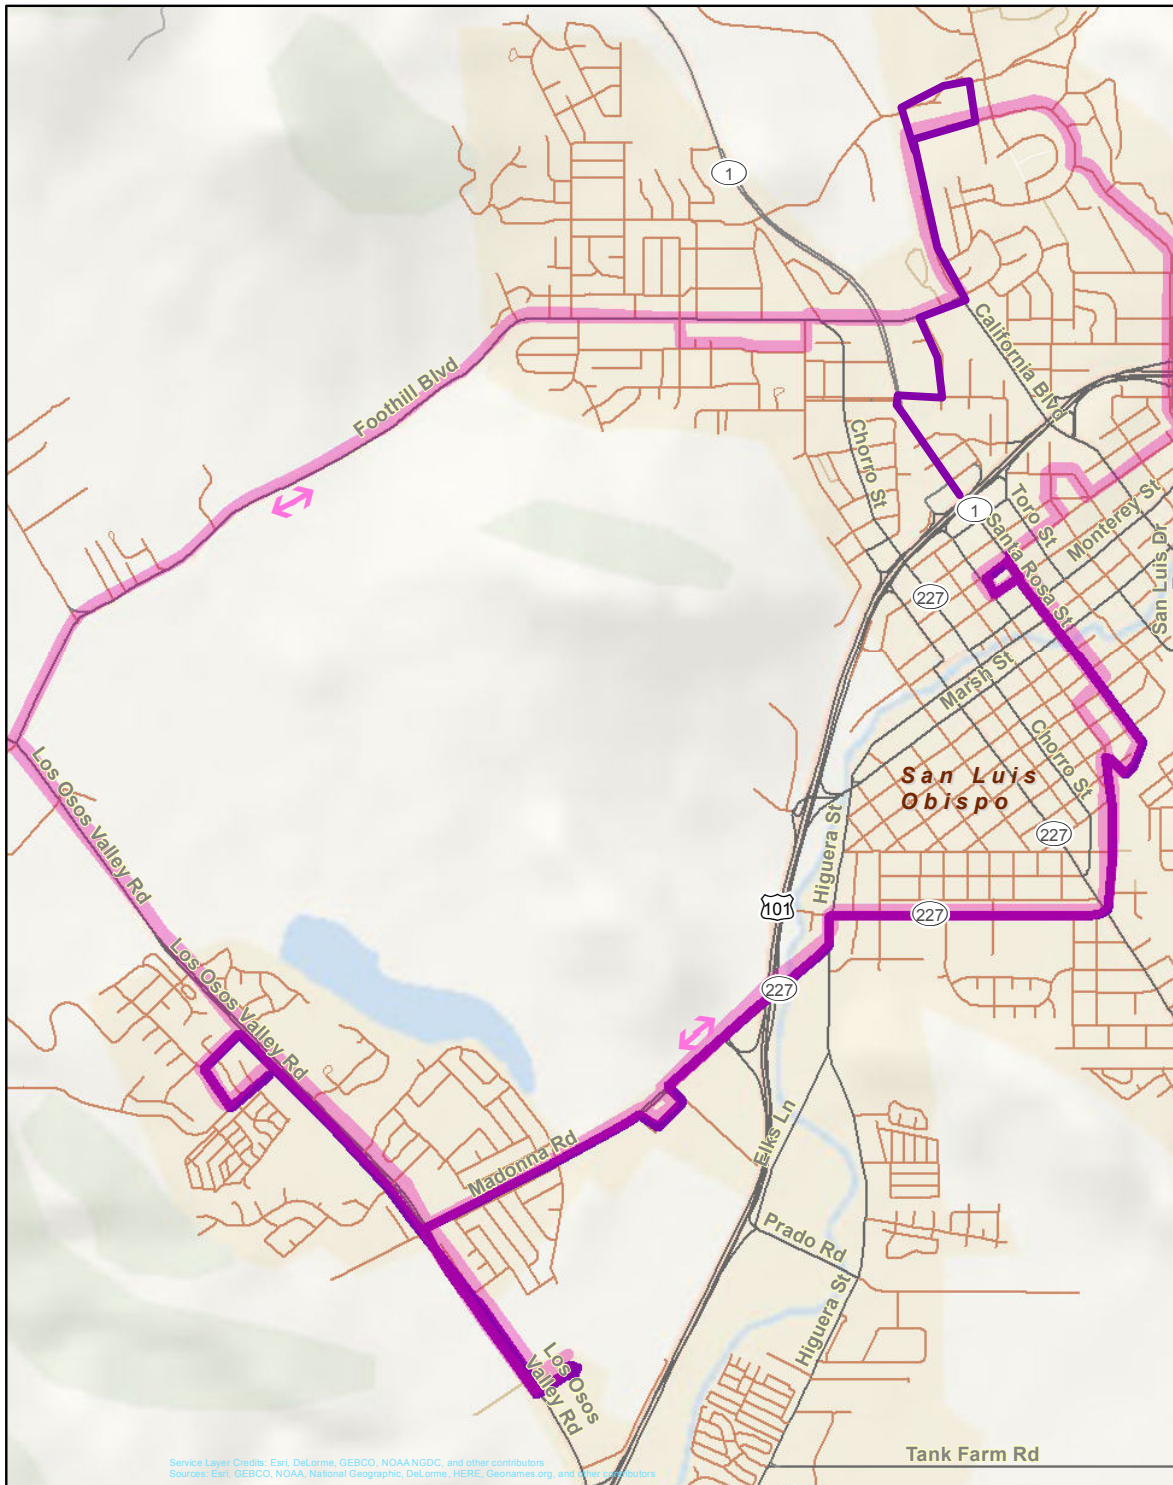 1
Foothill Blvd
California Blvd
Chorro St
1
Toro St
Monterey St
Santa Rosa St
San Luis Dr
227
Marsh St
Los Osos Valley Rd
Chorro St
San Luis
Obispo
Higuera St
227
101
227
Los Osos Valley Rd
227
Elks Ln
Madonna Rd
Prado Rd
Higuera St
Los Osos
Valley Rd
Tank Farm Rd
Service Layer Credits: Esri, DeLorme, GEBCO, NOAA NGDC, and other contributors
Sources: Esri, GEBCO, NOAA, National Geographic, DeLorme, HERE, Geonames.org, and other contributors